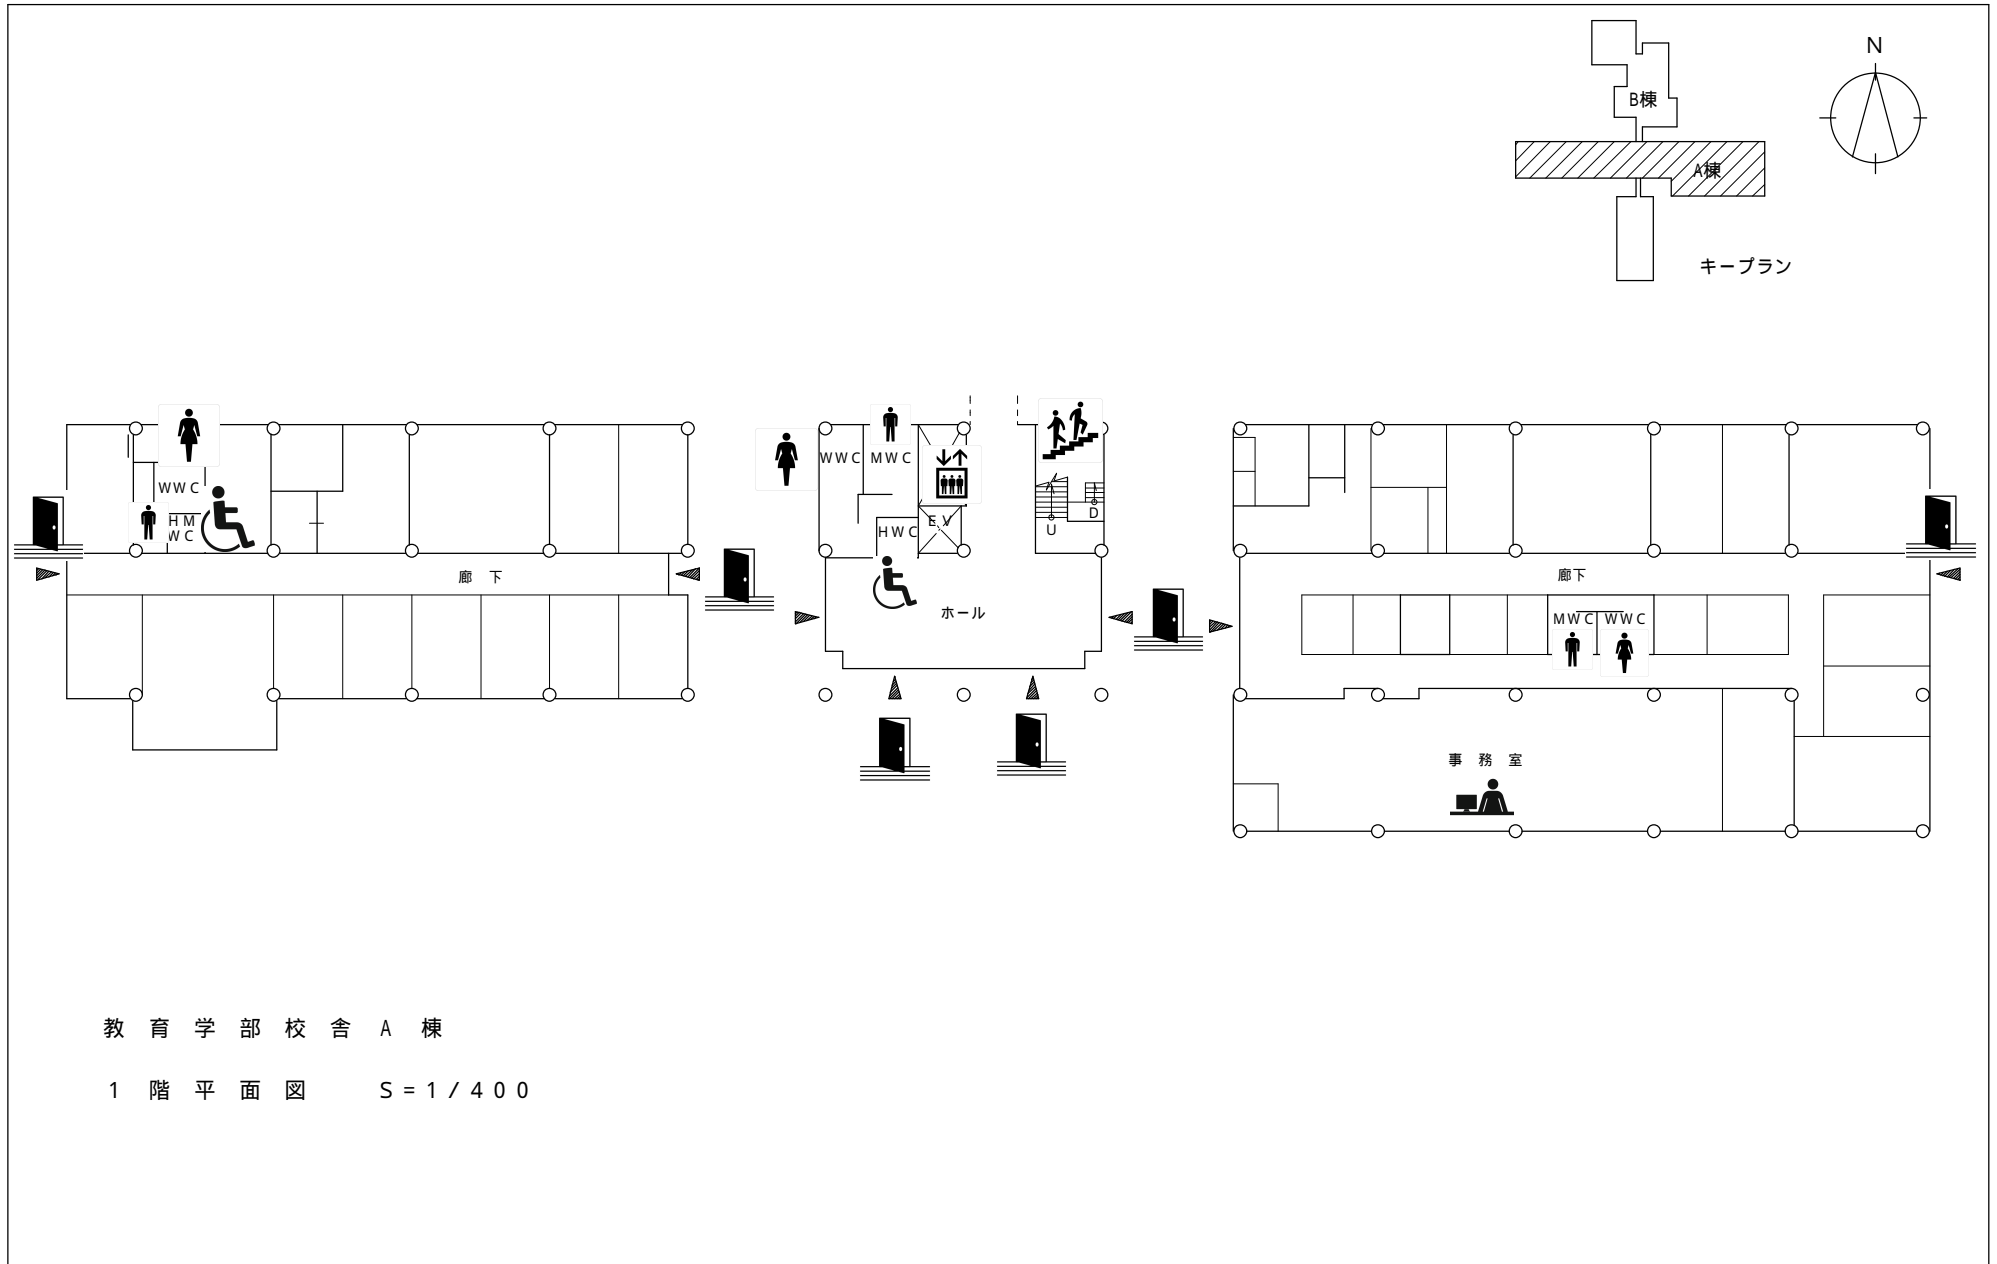 N
B棟
A棟
キープラン
WWC
MWC
WWC
HM
WC
HWC
EV
U
D
廊 下
ホール
廊下
MWC
WWC
事 務 室
教 育 学 部 校 舎 A 棟
1 階 平 面 図 S=1/400